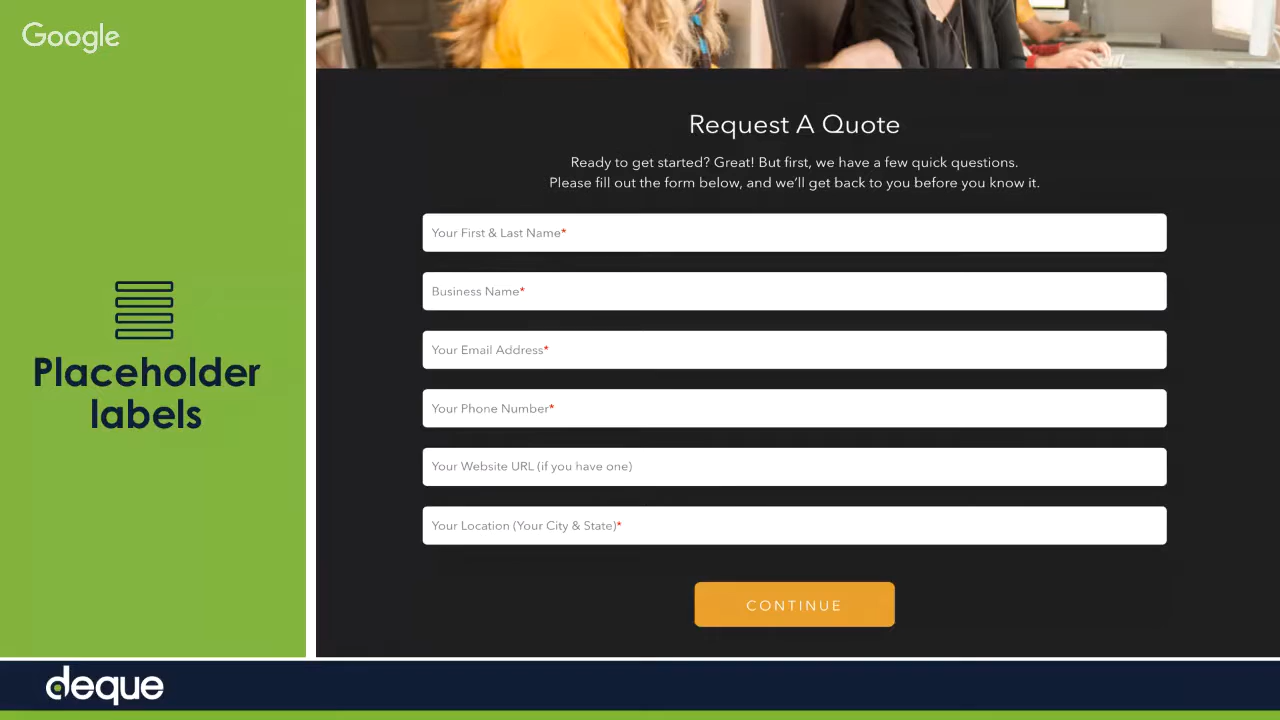 Google
Placeholder
labels
Request A Quote
Ready to get started? Great! But first, we have a few quick questions.
Please fill out the form below, and we’ll get back to you before you know it.
Your First & Last Name*
Business Name*
Your Email Address*
Your Phone Number*
Your Website URL (if you have one)
Your Location (Your City & State)*
CONTINUE
deque